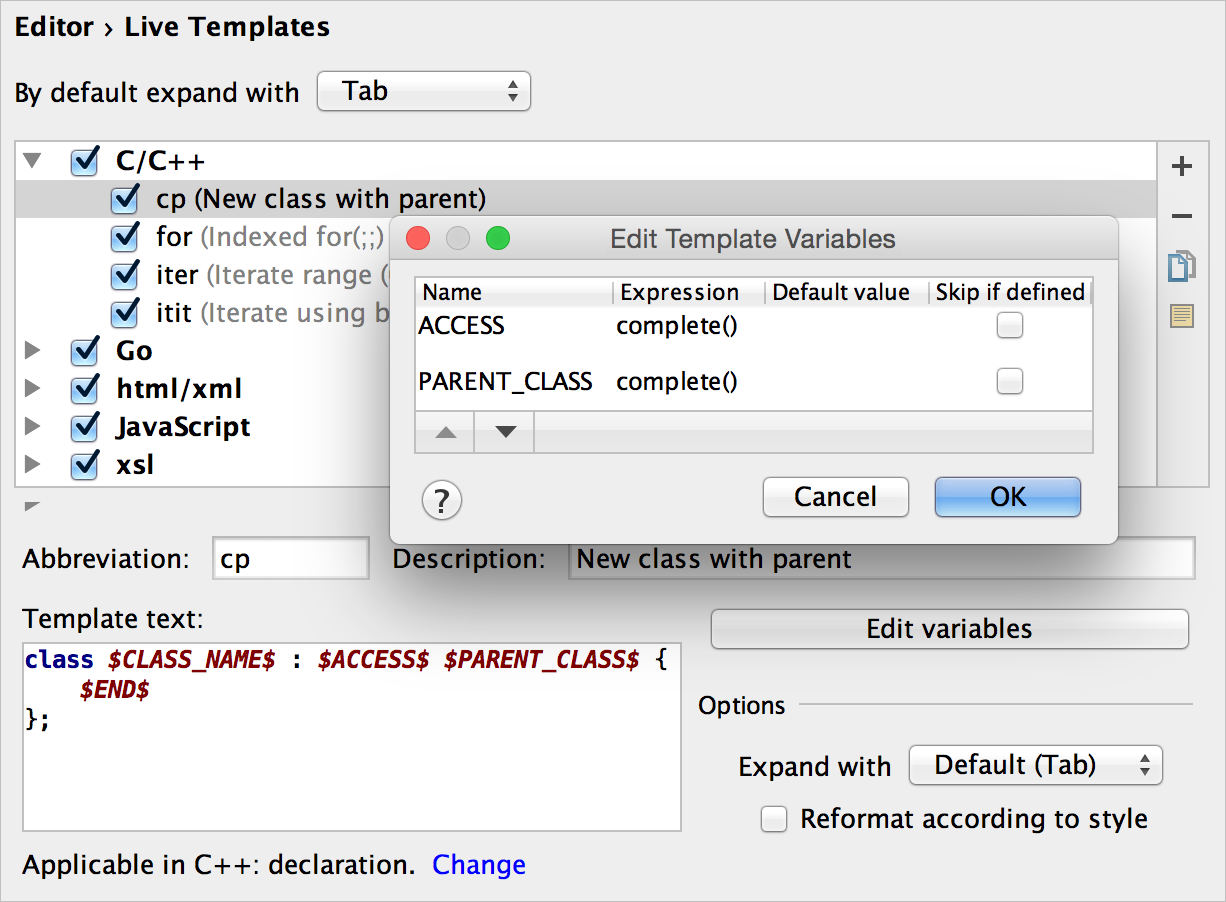 Editor › Live Templates
By default expand with Tab
C/C++
cp (New class with parent)
for (Indexed for(;;)
iter (Iterate range (
itit (Iterate using b
Go
html/xml
JavaScript
xsl
Edit Template Variables
Name Expression Default value Skip if defined
ACCESS complete()
PARENT_CLASS complete()
?
Cancel OK
Abbreviation: cp Description: New class with parent
Template text:
Edit variables
class $CLASS_NAME$ : $ACCESS$ $PARENT_CLASS$ {
$END$
};
Options
Expand with Default (Tab)
Reformat according to style
Applicable in C++: declaration. Change